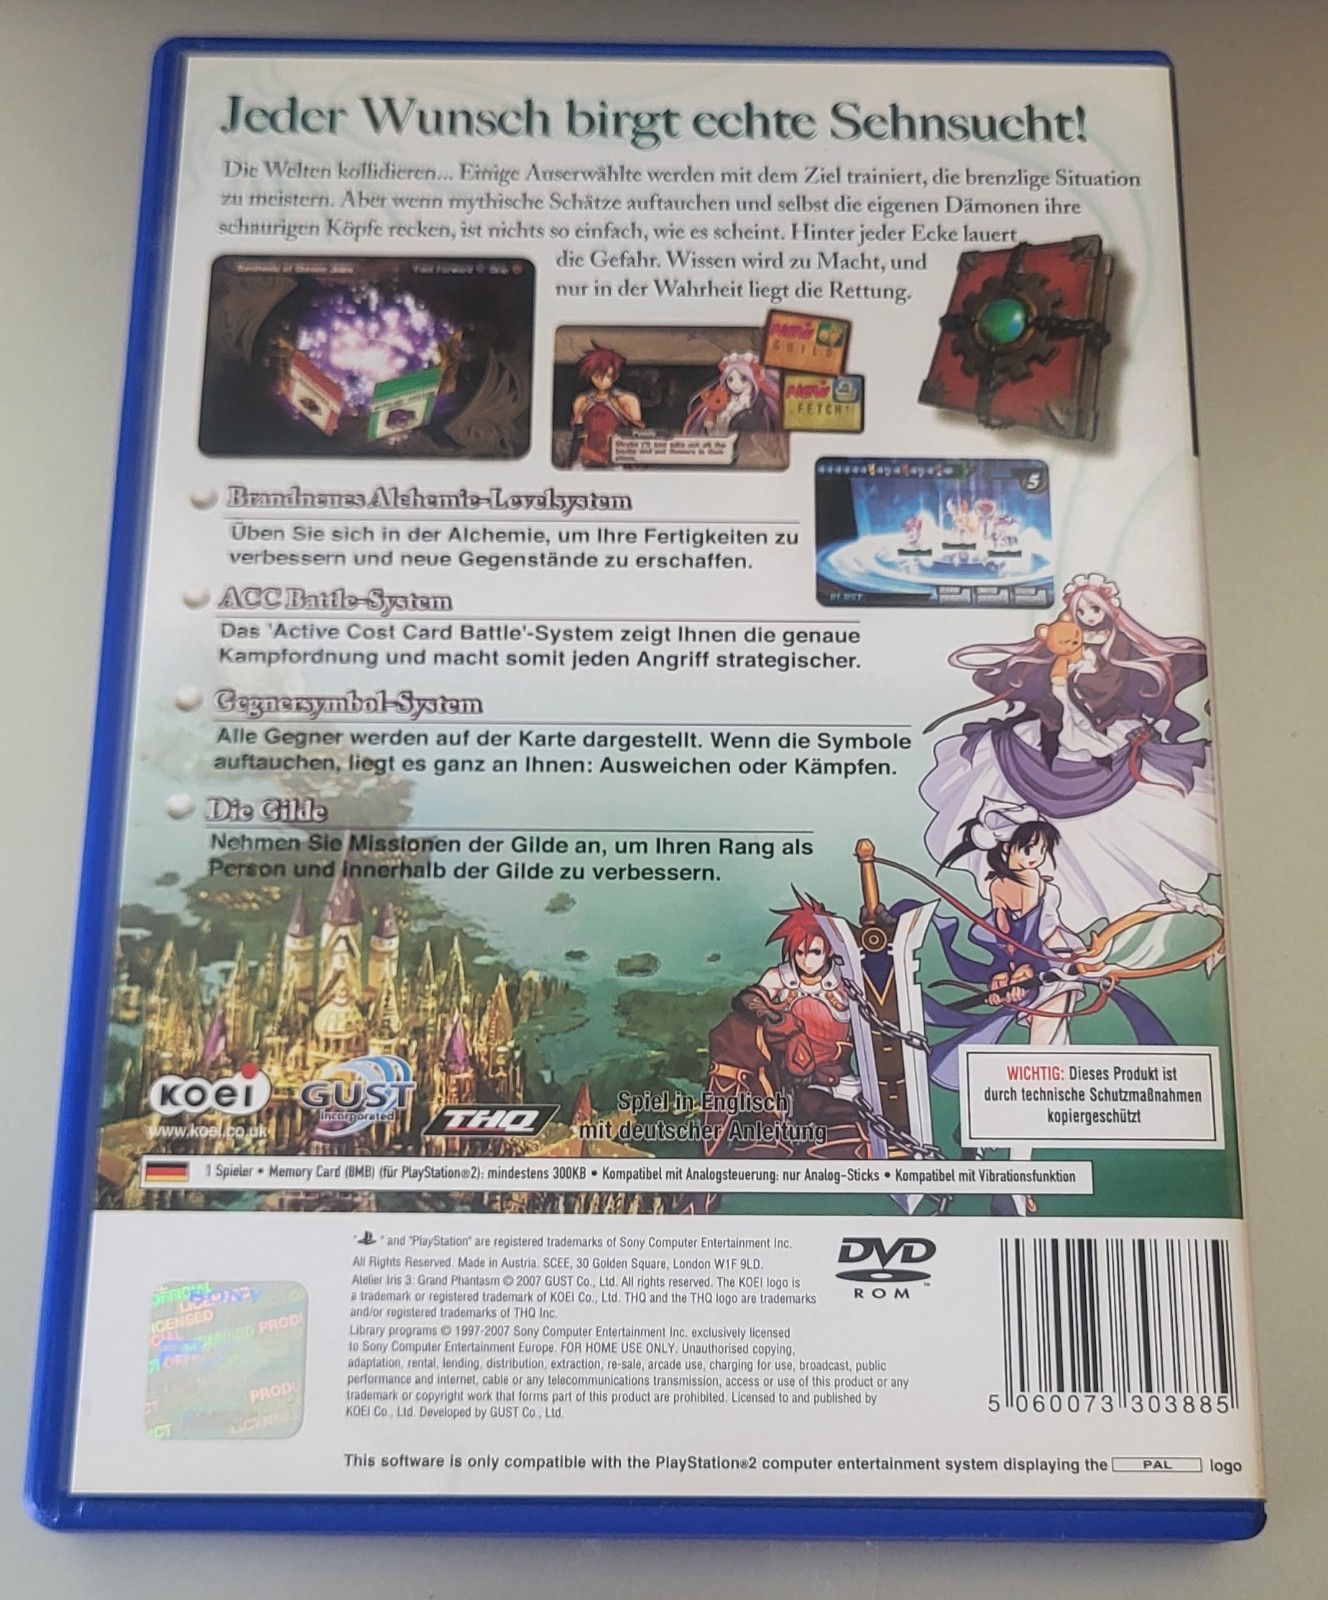 Jeder Wunsch birgt echte Sehnsucht!
Die Welten kollidieren... Einige Auserwählte werden mit dem Ziel trainiert, die brenzlige Situation
zu meistern. Aber wenn mythische Schätze auftauchen und selbst die eigenen Dämonen ihre
schaurigen Köpfe recken, ist nichts so einfach, wie es scheint. Hinter jeder Ecke lauert
die Gefahr. Wissen wird zu Macht, und
nur in der Wahrheit liegt die Rettung.
Fast Forward
Skip
New
GUILD
New
FETCH!
5
BURST
Brandneues Alchemie-Levelsystem
Üben Sie sich in der Alchemie, um Ihre Fertigkeiten zu
verbessern und neue Gegenstände zu erschaffen.
ACC Battle-System
Das 'Active Cost Card Battle'-System zeigt Ihnen die genaue
Kampfordnung und macht somit jeden Angriff strategischer.
Gegnersymbol-System
Alle Gegner werden auf der Karte dargestellt. Wenn die Symbole
auftauchen, liegt es ganz an Ihnen: Ausweichen oder Kämpfen.
Die Gilde
Nehmen Sie Missionen der Gilde an, um Ihren Rang als
Person und innerhalb der Gilde zu verbessern.
KOEI
www.koei.co.uk
GUST
Incorporated
THQ
Spiel in Englisch
mit deutscher Anleitung
WICHTIG: Dieses Produkt ist
durch technische Schutzmaßnahmen
kopiergeschützt
1 Spieler • Memory Card (8MB) (für PlayStation®2): mindestens 300KB • Kompatibel mit Analogsteuerung: nur Analog-Sticks • Kompatibel mit Vibrationsfunktion
" " and "PlayStation" are registered trademarks of Sony Computer Entertainment Inc.
All Rights Reserved. Made in Austria. SCEE, 30 Golden Square, London W1F 9LD.
Atelier Iris 3: Grand Phantasm © 2007 GUST Co., Ltd. All rights reserved. The KOEI logo is
a trademark or registered trademark of KOEI Co., Ltd. THQ and the THQ logo are trademarks
and/or registered trademarks of THQ Inc.
Library programs © 1997-2007 Sony Computer Entertainment Inc. exclusively licensed
to Sony Computer Entertainment Europe. FOR HOME USE ONLY. Unauthorised copying,
adaptation, rental, lending, distribution, extraction, re-sale, arcade use, charging for use, broadcast, public
performance and internet, cable or any telecommunications transmission, access or use of this product or any
trademark or copyright work that forms part of this product are prohibited. Licensed to and published by
KOEI Co., Ltd. Developed by GUST Co., Ltd.
DVD
ROM
SONY
5 060073 303885
This software is only compatible with the PlayStation®2 computer entertainment system displaying the PAL logo